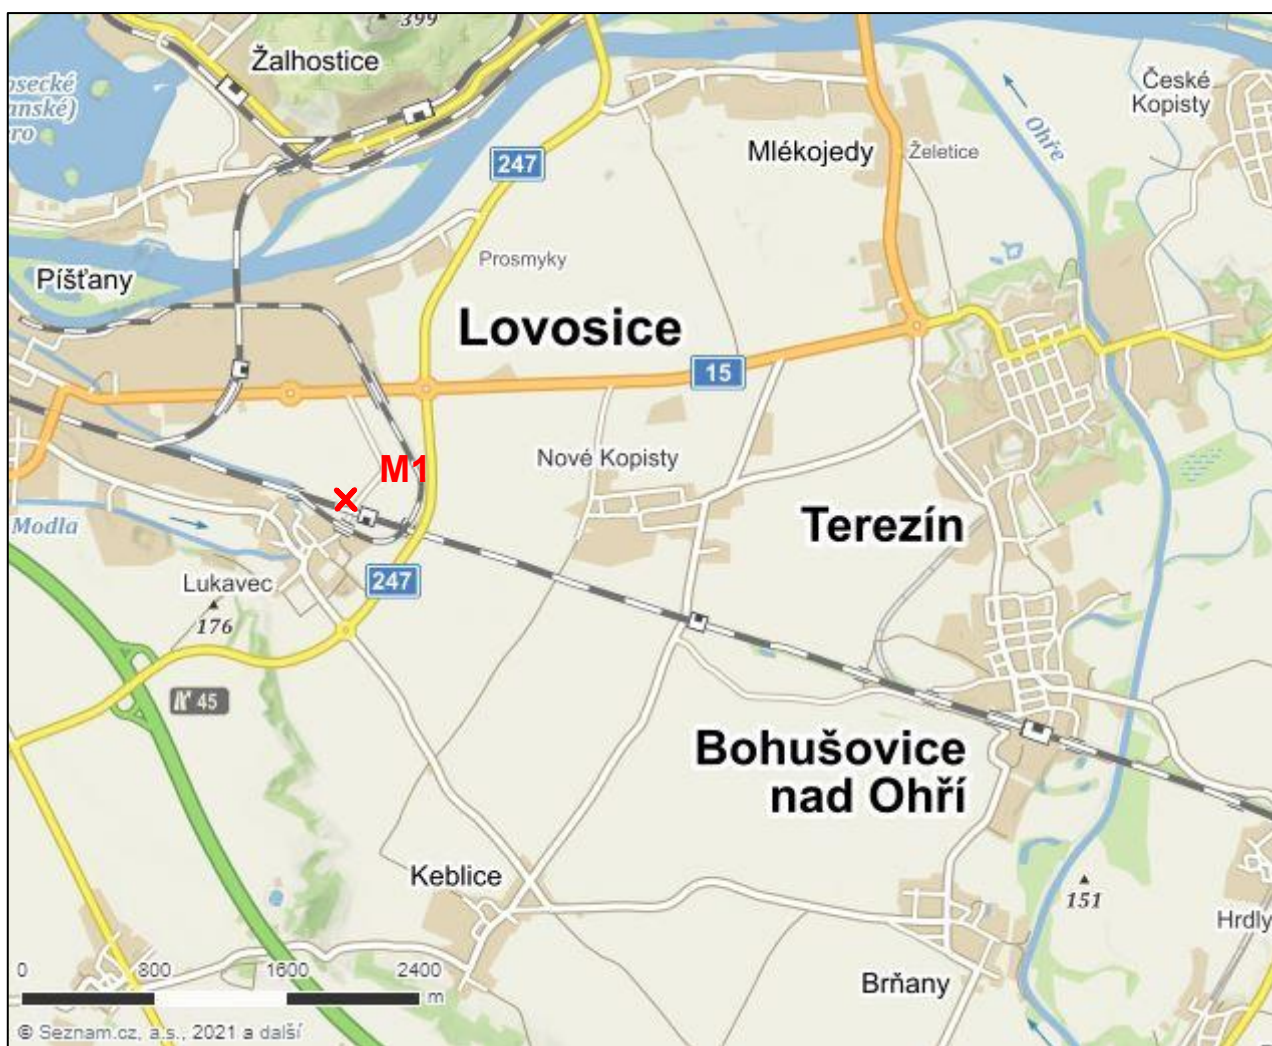 399
Žalhostice
České
Kopisty
Ohře
247
Mlékojedy
Želetice
Prosmyky
Píšťany
Lovosice
15
M1
Nové Kopisty
Terezín
Modla
Lukavec
247
176
45
Bohušovice
nad Ohří
Keblice
151
Hrdly
Brňany
0 800 1600 2400
m
© Seznam.cz, a.s., 2021 a další